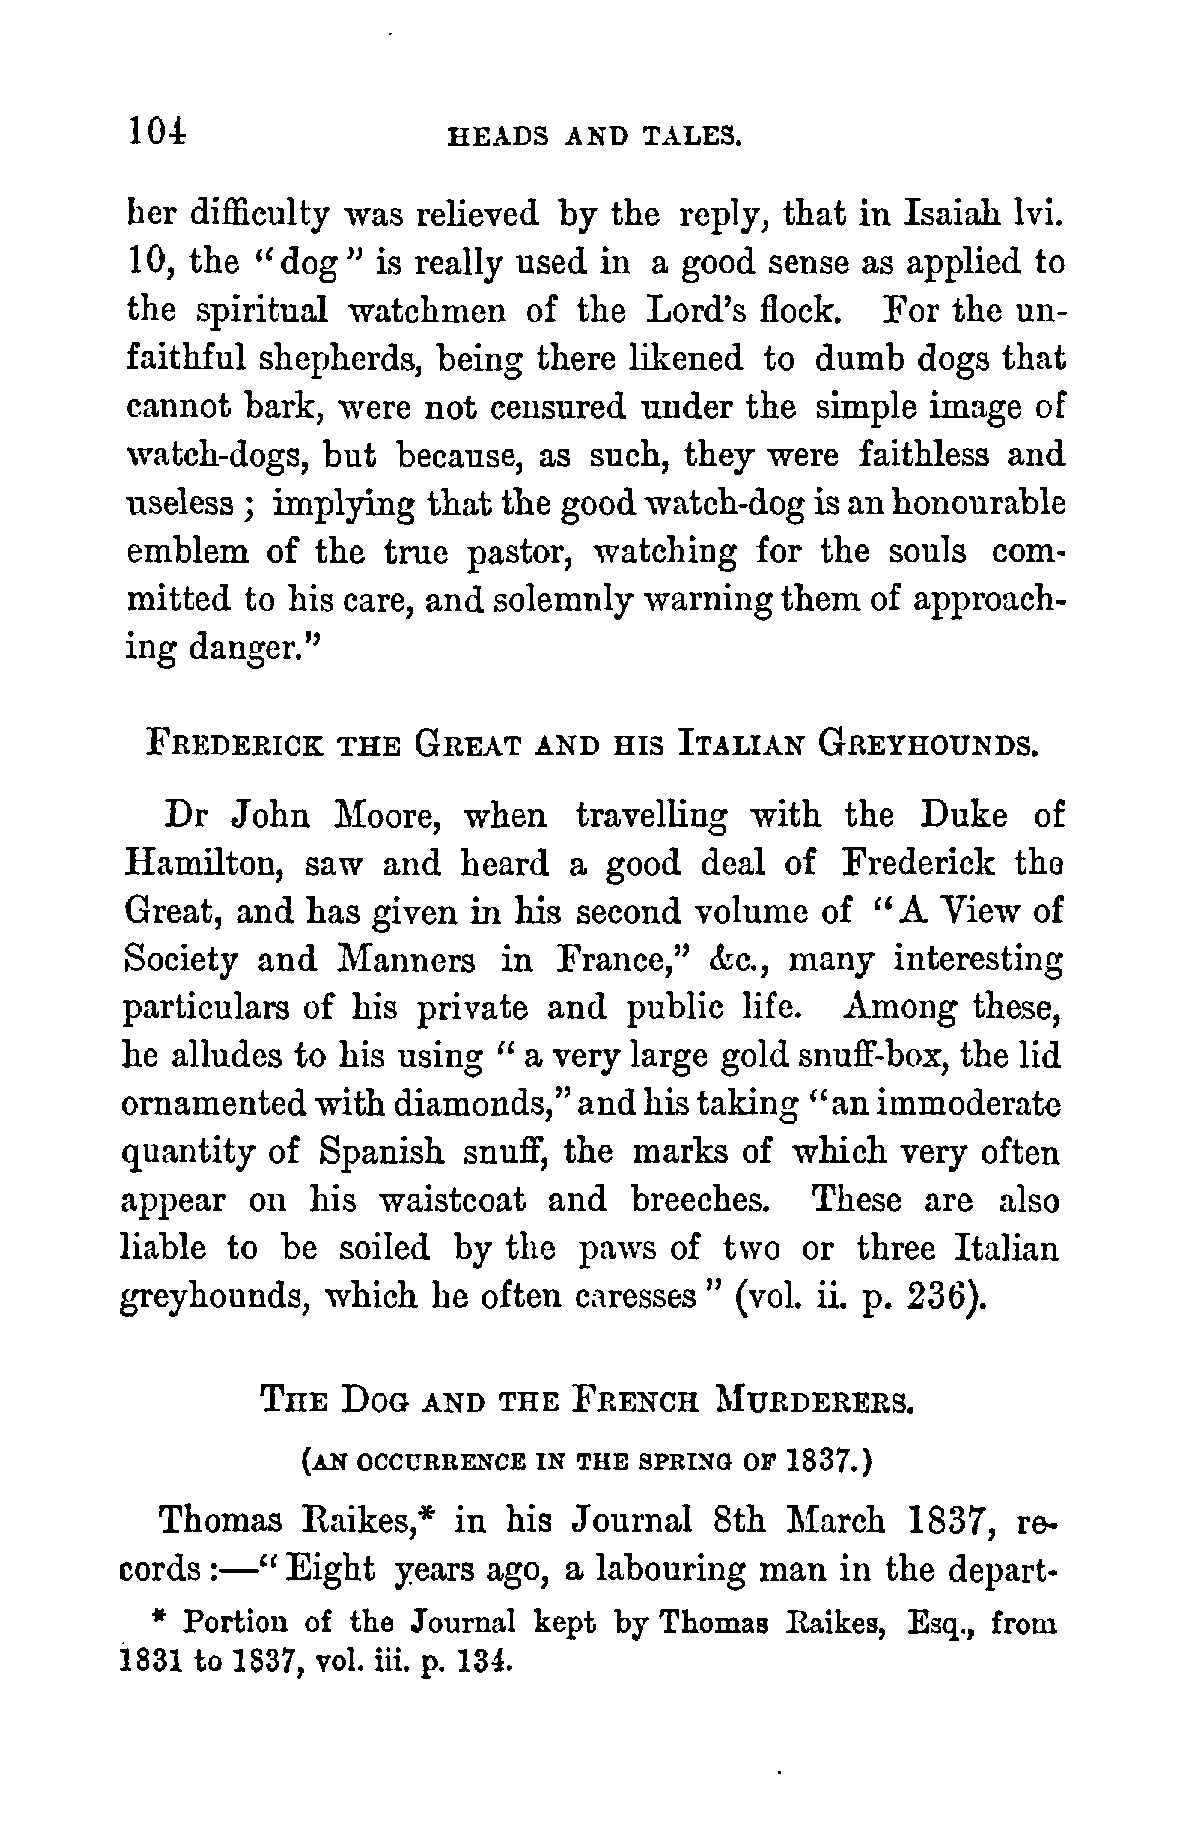 104 HEADS AND TALES.
her difficulty was relieved by the reply, that in Isaiah lvi.
10, the “dog” is really used in a good sense as applied to
the spiritual watchmen of the Lord’s flock. For the un-
faithful shepherds, being there likened to dumb dogs that
cannot bark, were not censured under the simple image of
watch-dogs, but because, as such, they were faithless and
useless; implying that the good watch-dog is an honourable
emblem of the true pastor, watching for the souls com-
mitted to his care, and solemnly warning them of approach-
ing danger.”
FREDERICK THE GREAT AND HIS ITALIAN GREYHOUNDS.
Dr John Moore, when travelling with the Duke of
Hamilton, saw and heard a good deal of Frederick the
Great, and has given in his second volume of “A View of
Society and Manners in France,” &c., many interesting
particulars of his private and public life. Among these,
he alludes to his using “a very large gold snuff-box, the lid
ornamented with diamonds,” and his taking “an immoderate
quantity of Spanish snuff, the marks of which very often
appear on his waistcoat and breeches. These are also
liable to be soiled by the paws of two or three Italian
greyhounds, which he often caresses” (vol. ii. p. 236).
THE DOG AND THE FRENCH MURDERERS.
(AN OCCURRENCE IN THE SPRING OF 1837.)
Thomas Raikes,* in his Journal 8th March 1837, re-
cords:—“Eight years ago, a labouring man in the depart-
* Portion of the Journal kept by Thomas Raikes, Esq., from
1831 to 1837, vol. iii. p. 134.